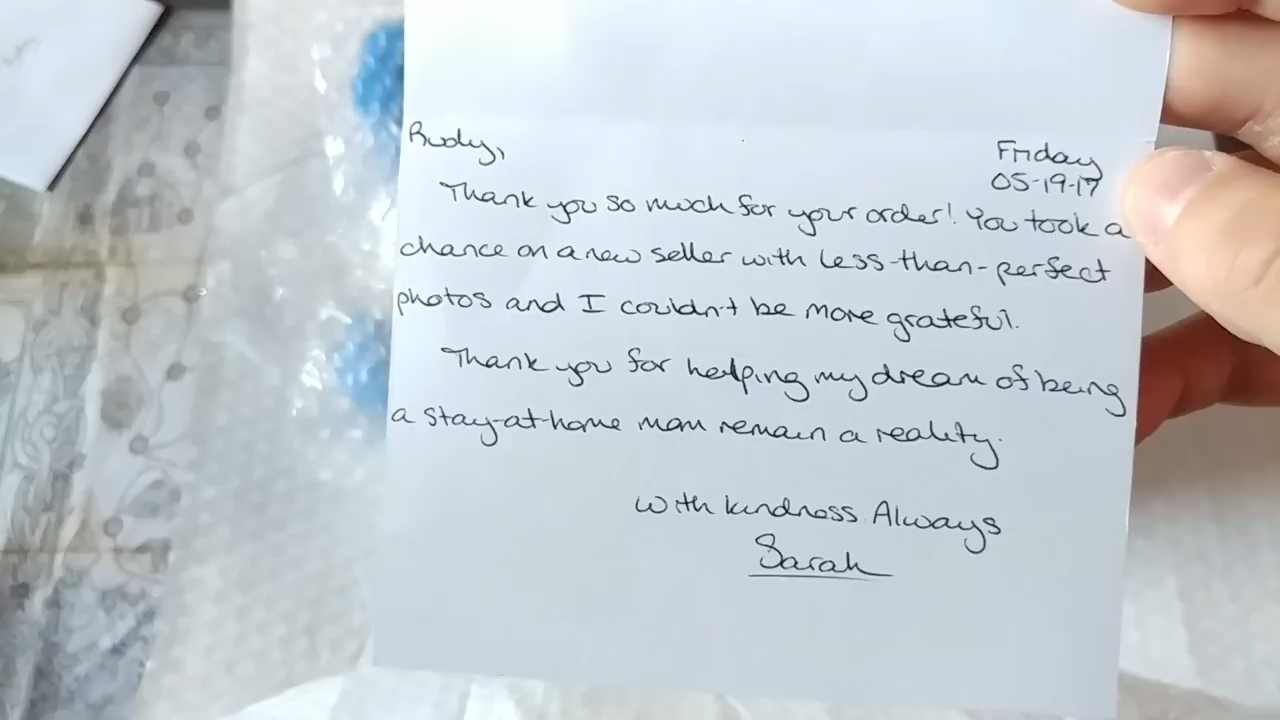 Rudy,
Friday
05-19-17
Thank you so much for your order! You took a
chance on a new seller with less-than-perfect
photos and I couldn't be more grateful.
Thank you for helping my dream of being
a stay-at-home mom remain a reality.
With kindness Always
Sarah